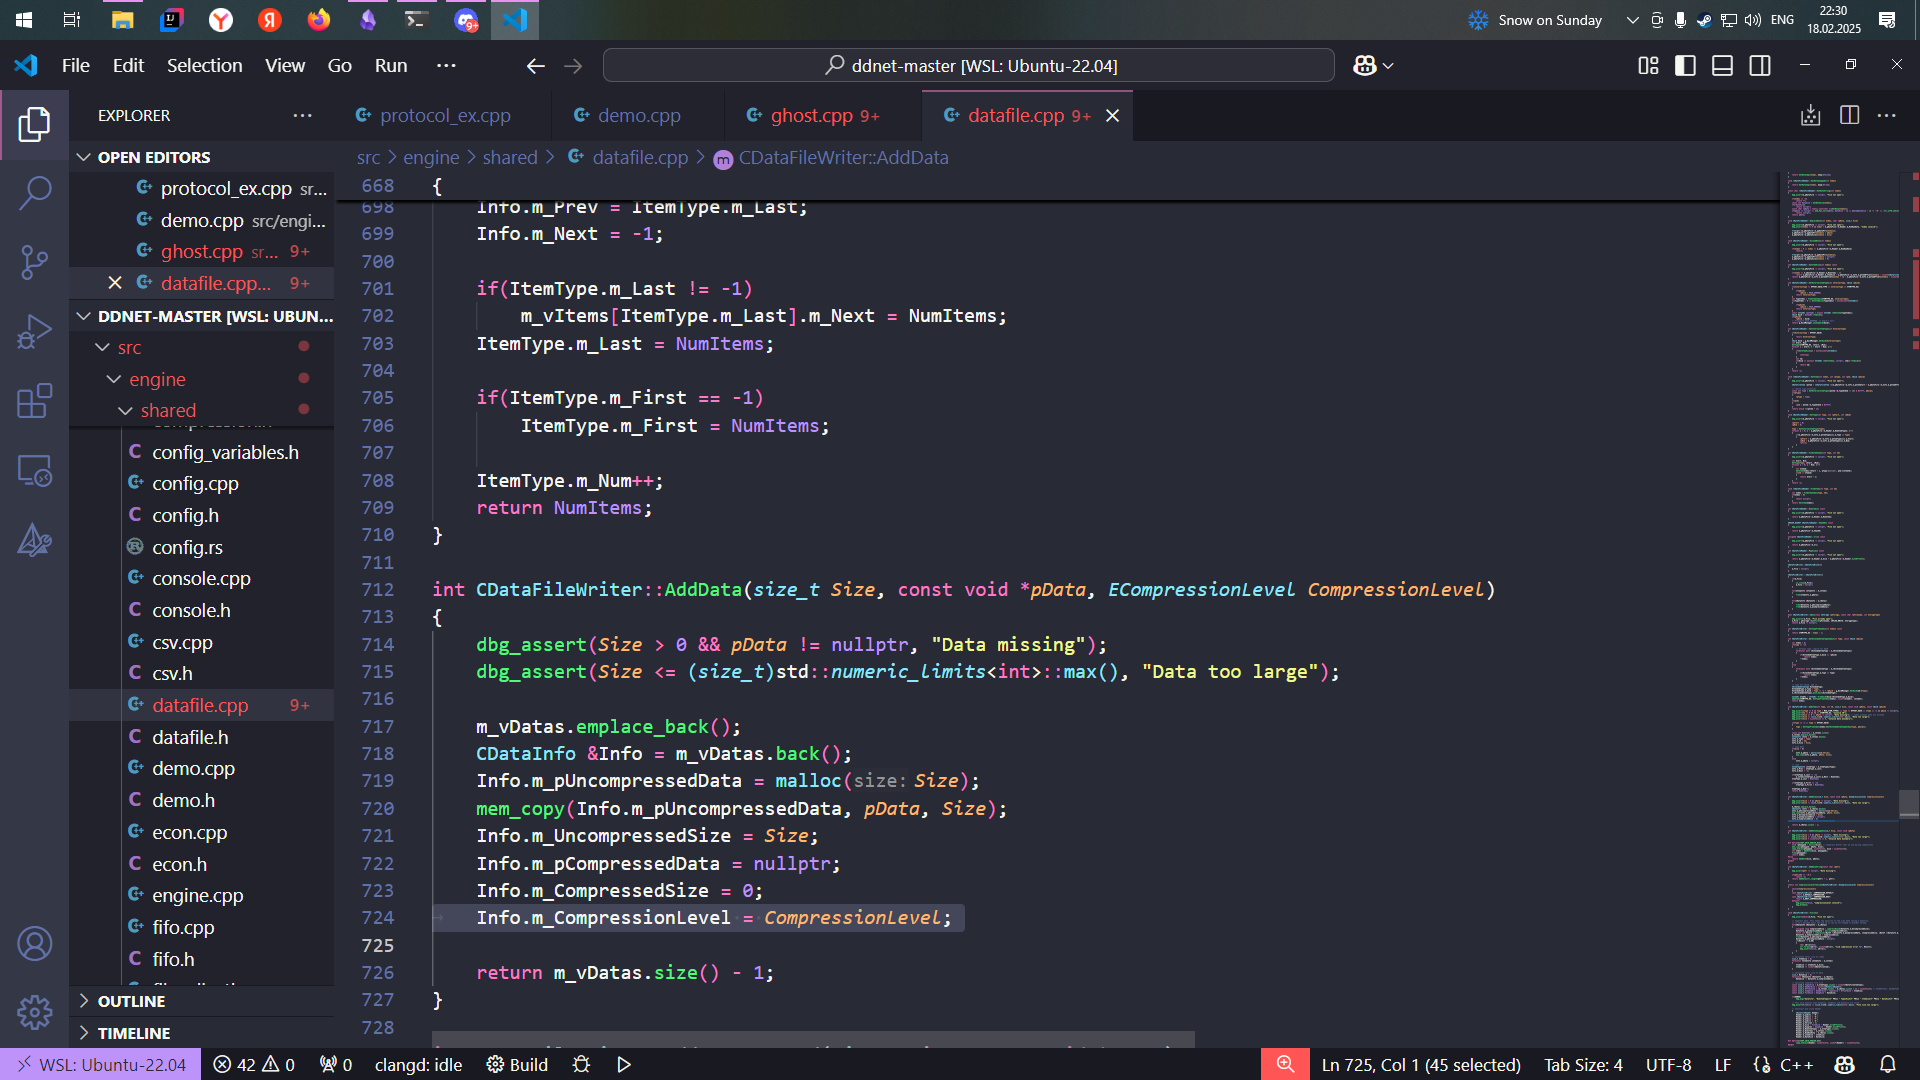 Snow on Sunday
ENG
22:30
18.02.2025
File Edit Selection View Go Run ···
ddnet-master [WSL: Ubuntu-22.04]
EXPLORER
protocol_ex.cpp
demo.cpp
ghost.cpp 9+
datafile.cpp 9+
OPEN EDITORS
protocol_ex.cpp sr...
demo.cpp src/engi...
ghost.cpp sr... 9+
datafile.cpp... 9+
DDNET-MASTER [WSL: UBUN...
src
engine
shared
config_variables.h
config.cpp
config.h
config.rs
console.cpp
console.h
csv.cpp
csv.h
datafile.cpp 9+
datafile.h
demo.cpp
demo.h
econ.cpp
econ.h
engine.cpp
fifo.cpp
fifo.h
OUTLINE
TIMELINE
src > engine > shared > datafile.cpp > CDataFileWriter::AddData
668 {
698 Info.m_Prev = ItemType.m_Last;
699 Info.m_Next = -1;
700
701 if(ItemType.m_Last != -1)
702 m_vItems[ItemType.m_Last].m_Next = NumItems;
703 ItemType.m_Last = NumItems;
704
705 if(ItemType.m_First == -1)
706 ItemType.m_First = NumItems;
707
708 ItemType.m_Num++;
709 return NumItems;
710 }
711
712 int CDataFileWriter::AddData(size_t Size, const void *pData, ECompressionLevel CompressionLevel)
713 {
714 dbg_assert(Size > 0 && pData != nullptr, "Data missing");
715 dbg_assert(Size <= (size_t)std::numeric_limits<int>::max(), "Data too large");
716
717 m_vDatas.emplace_back();
718 CDataInfo &Info = m_vDatas.back();
719 Info.m_pUncompressedData = malloc(size: Size);
720 mem_copy(Info.m_pUncompressedData, pData, Size);
721 Info.m_UncompressedSize = Size;
722 Info.m_pCompressedData = nullptr;
723 Info.m_CompressedSize = 0;
724 Info.m_CompressionLevel = CompressionLevel;
725
726 return m_vDatas.size() - 1;
727 }
728
WSL: Ubuntu-22.04 42 0 0 clangd: idle Build
Ln 725, Col 1 (45 selected) Tab Size: 4 UTF-8 LF C++